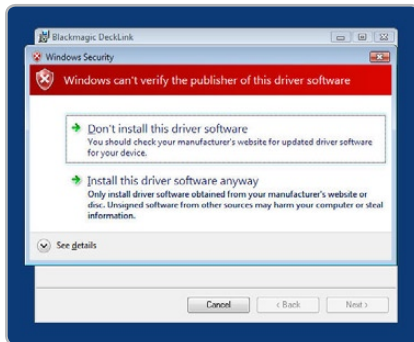 Blackmagic DeckLink
Windows Security
Windows can't verify the publisher of this driver software
Don't install this driver software
You should check your manufacturer's website for updated driver software
for your device.
Install this driver software anyway
Only install driver software obtained from your manufacturer's website or
disc. Unsigned software from other sources may harm your computer or steal
information.
See details
Cancel
< Back
Next >